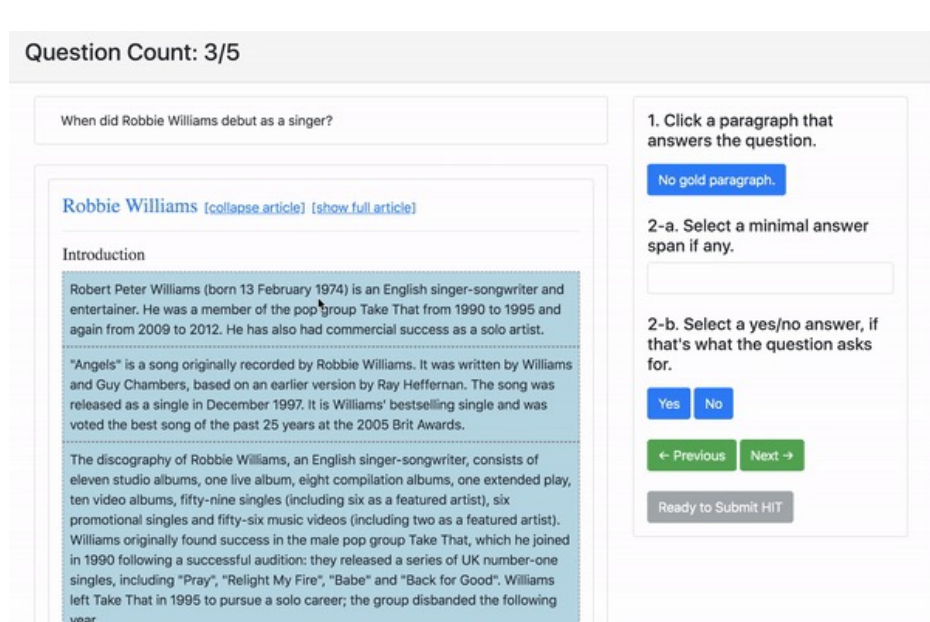 Question Count: 3/5
When did Robbie Williams debut as a singer?
Robbie Williams [collapse article] [show full article]
Introduction
Robert Peter Williams (born 13 February 1974) is an English singer-songwriter and
entertainer. He was a member of the pop group Take That from 1990 to 1995 and
again from 2009 to 2012. He has also had commercial success as a solo artist.
"Angels" is a song originally recorded by Robbie Williams. It was written by Williams
and Guy Chambers, based on an earlier version by Ray Heffernan. The song was
released as a single in December 1997. It is Williams' bestselling single and was
voted the best song of the past 25 years at the 2005 Brit Awards.
The discography of Robbie Williams, an English singer-songwriter, consists of
eleven studio albums, one live album, eight compilation albums, one extended play,
ten video albums, fifty-nine singles (including six as a featured artist), six
promotional singles and fifty-six music videos (including two as a featured artist).
Williams originally found success in the male pop group Take That, which he joined
in 1990 following a successful audition: they released a series of UK number-one
singles, including "Pray", "Relight My Fire", "Babe" and "Back for Good". Williams
left Take That in 1995 to pursue a solo career; the group disbanded the following
year.
1. Click a paragraph that
answers the question.
No gold paragraph.
2-a. Select a minimal answer
span if any.
2-b. Select a yes/no answer, if
that's what the question asks
for.
Yes No
← Previous Next →
Ready to Submit HIT